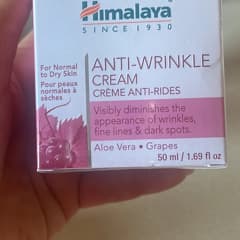 Himalaya
SINCE 1930
For Normal
to Dry Skin
Pour peaux
normales à
sèches
ANTI-WRINKLE
CREAM
CRÈME ANTI-RIDES
Visibly diminishes the
appearance of wrinkles,
fine lines & dark spots.
Aloe Vera • Grapes
50 ml / 1.69 fl oz